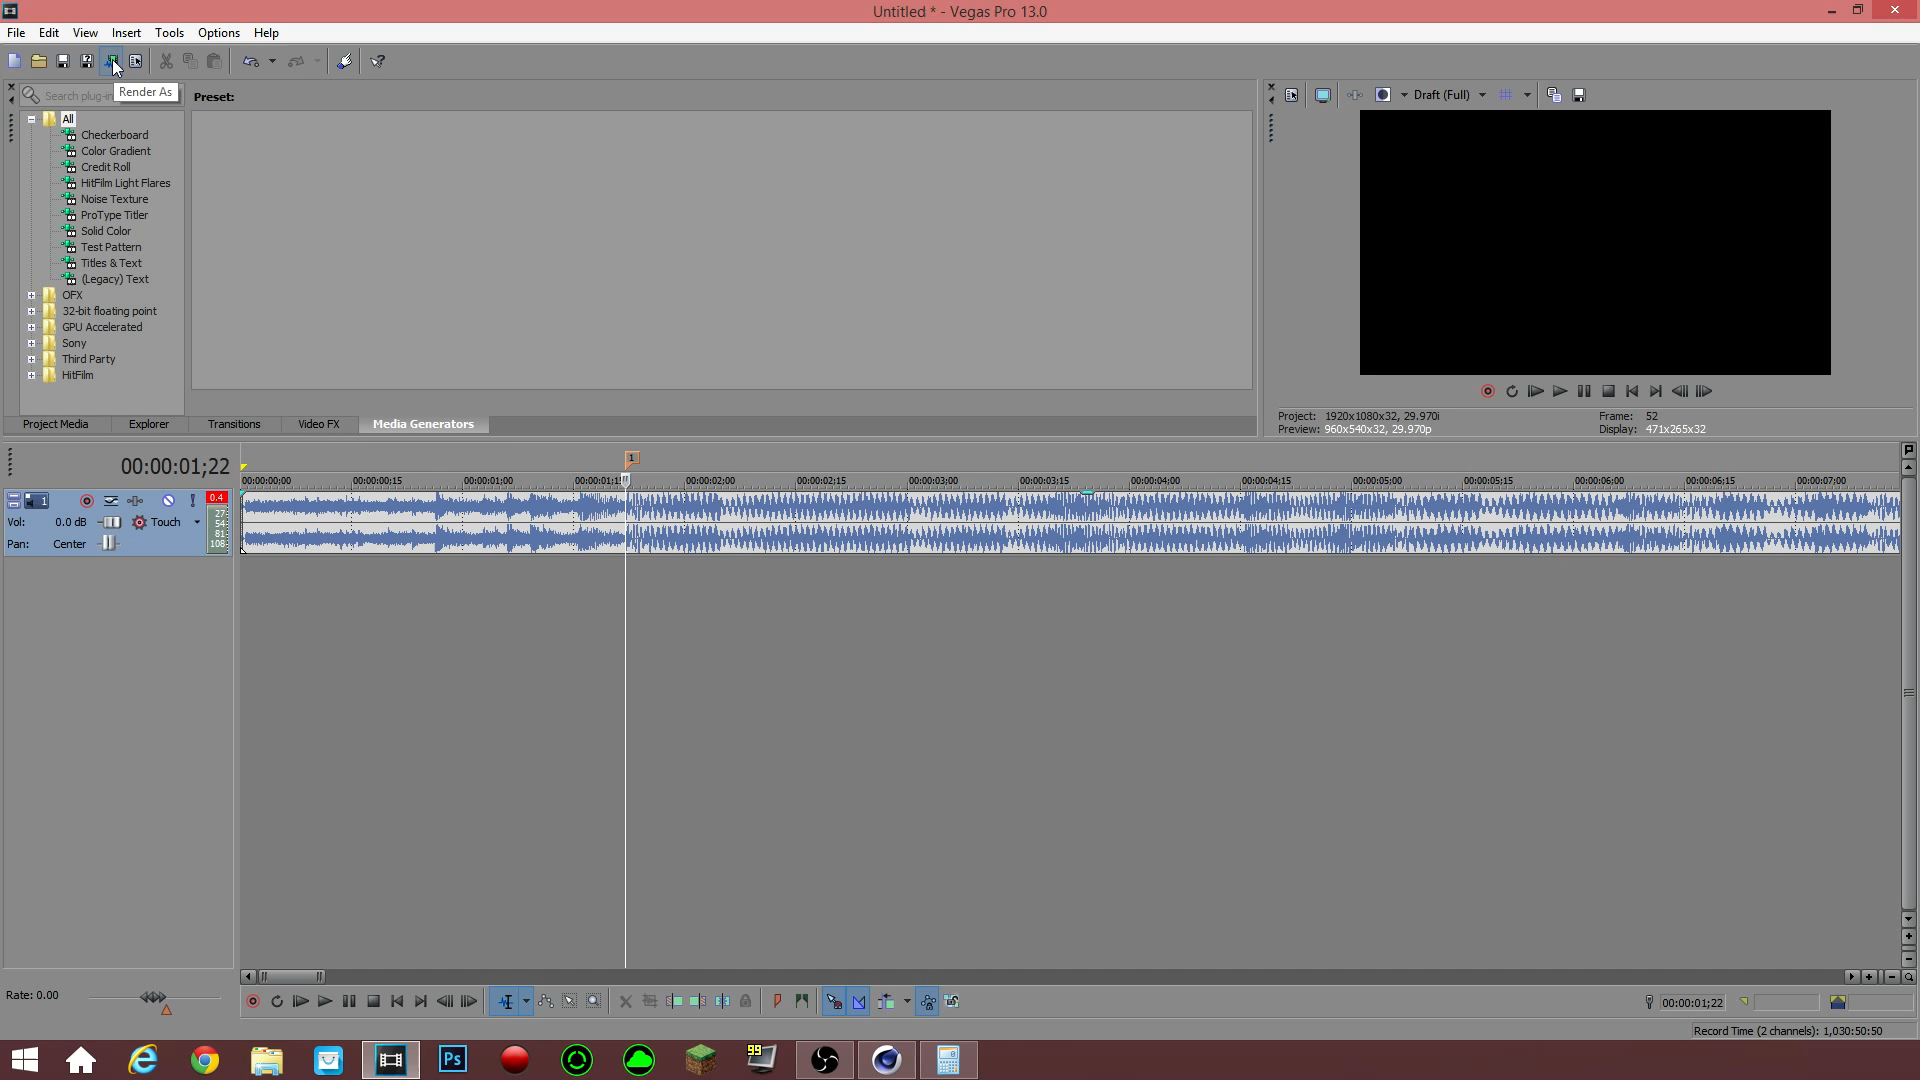 Untitled * - Vegas Pro 13.0
File Edit View Insert Tools Options Help
Render As
Search plug-in
Preset:
Draft (Full)
All
Checkerboard
Color Gradient
Credit Roll
HitFilm Light Flares
Noise Texture
ProType Titler
Solid Color
Test Pattern
Titles & Text
(Legacy) Text
OFX
32-bit floating point
GPU Accelerated
Sony
Third Party
HitFilm
Project Media Explorer Transitions Video FX Media Generators
Project: 1920x1080x32, 29.970i Frame: 52
Preview: 960x540x32, 29.970p Display: 471x265x32
00:00:01;22
1
00:00:00;00 00:00:00;15 00:00:01;00 00:00:01;15 00:00:02;00 00:00:02;15 00:00:03;00 00:00:03;15 00:00:04;00 00:00:04;15 00:00:05;00 00:00:05;15 00:00:06;00 00:00:06;15 00:00:07;00
1 0.4
Vol: 0.0 dB Touch
27
54
81
108
Pan: Center
Rate: 0.00
00:00:01;22
Record Time (2 channels): 1,030:50:50
Ps
99